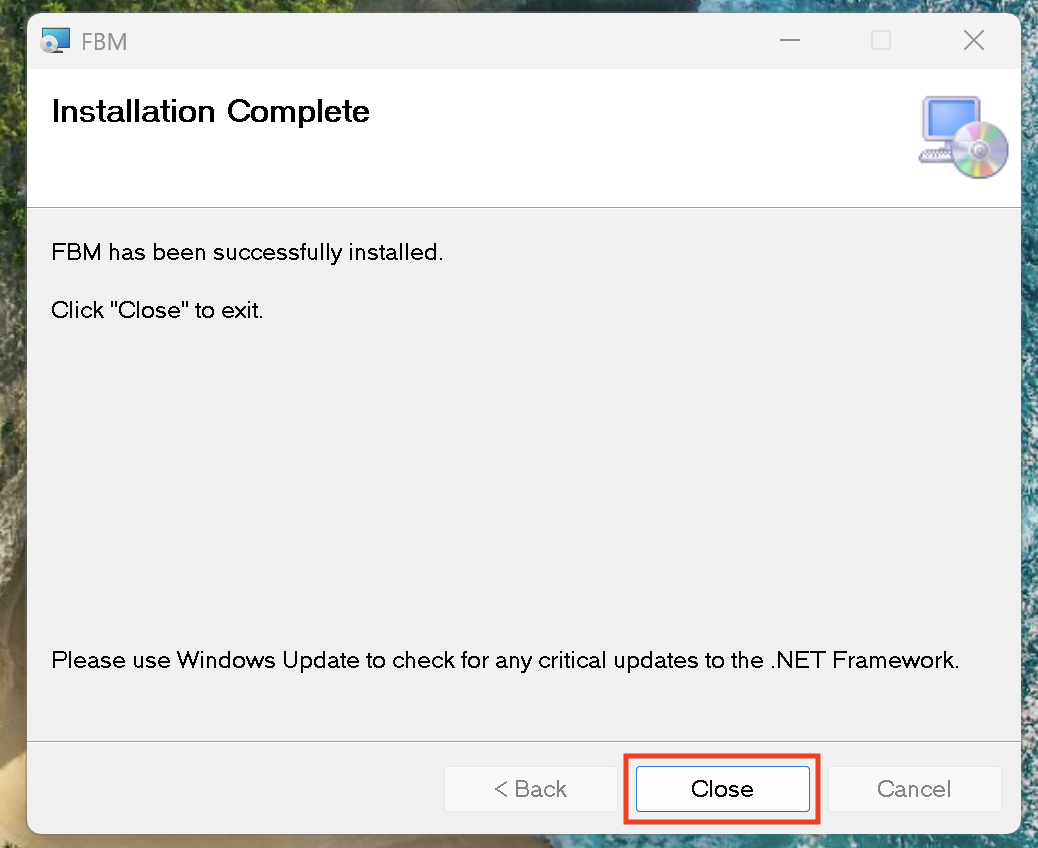 FBM
Installation Complete
FBM has been successfully installed.
Click "Close" to exit.
Please use Windows Update to check for any critical updates to the .NET Framework.
< Back
Close
Cancel